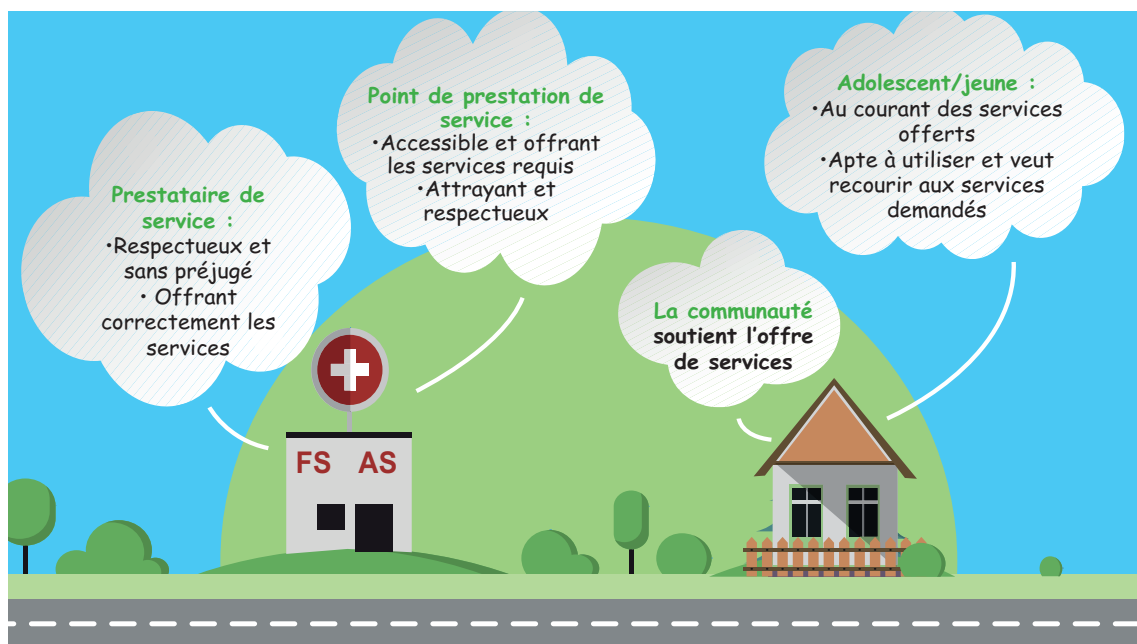 Prestataire de
service :
•Respectueux et
sans préjugé
• Offrant
correctement les
services
Point de prestation de
service :
•Accessible et offrant
les services requis
•Attrayant et
respectueux
Adolescent/jeune :
•Au courant des services
offerts
•Apte à utiliser et veut
recourir aux services
demandés
La communauté
soutient l'offre
de services
FS AS